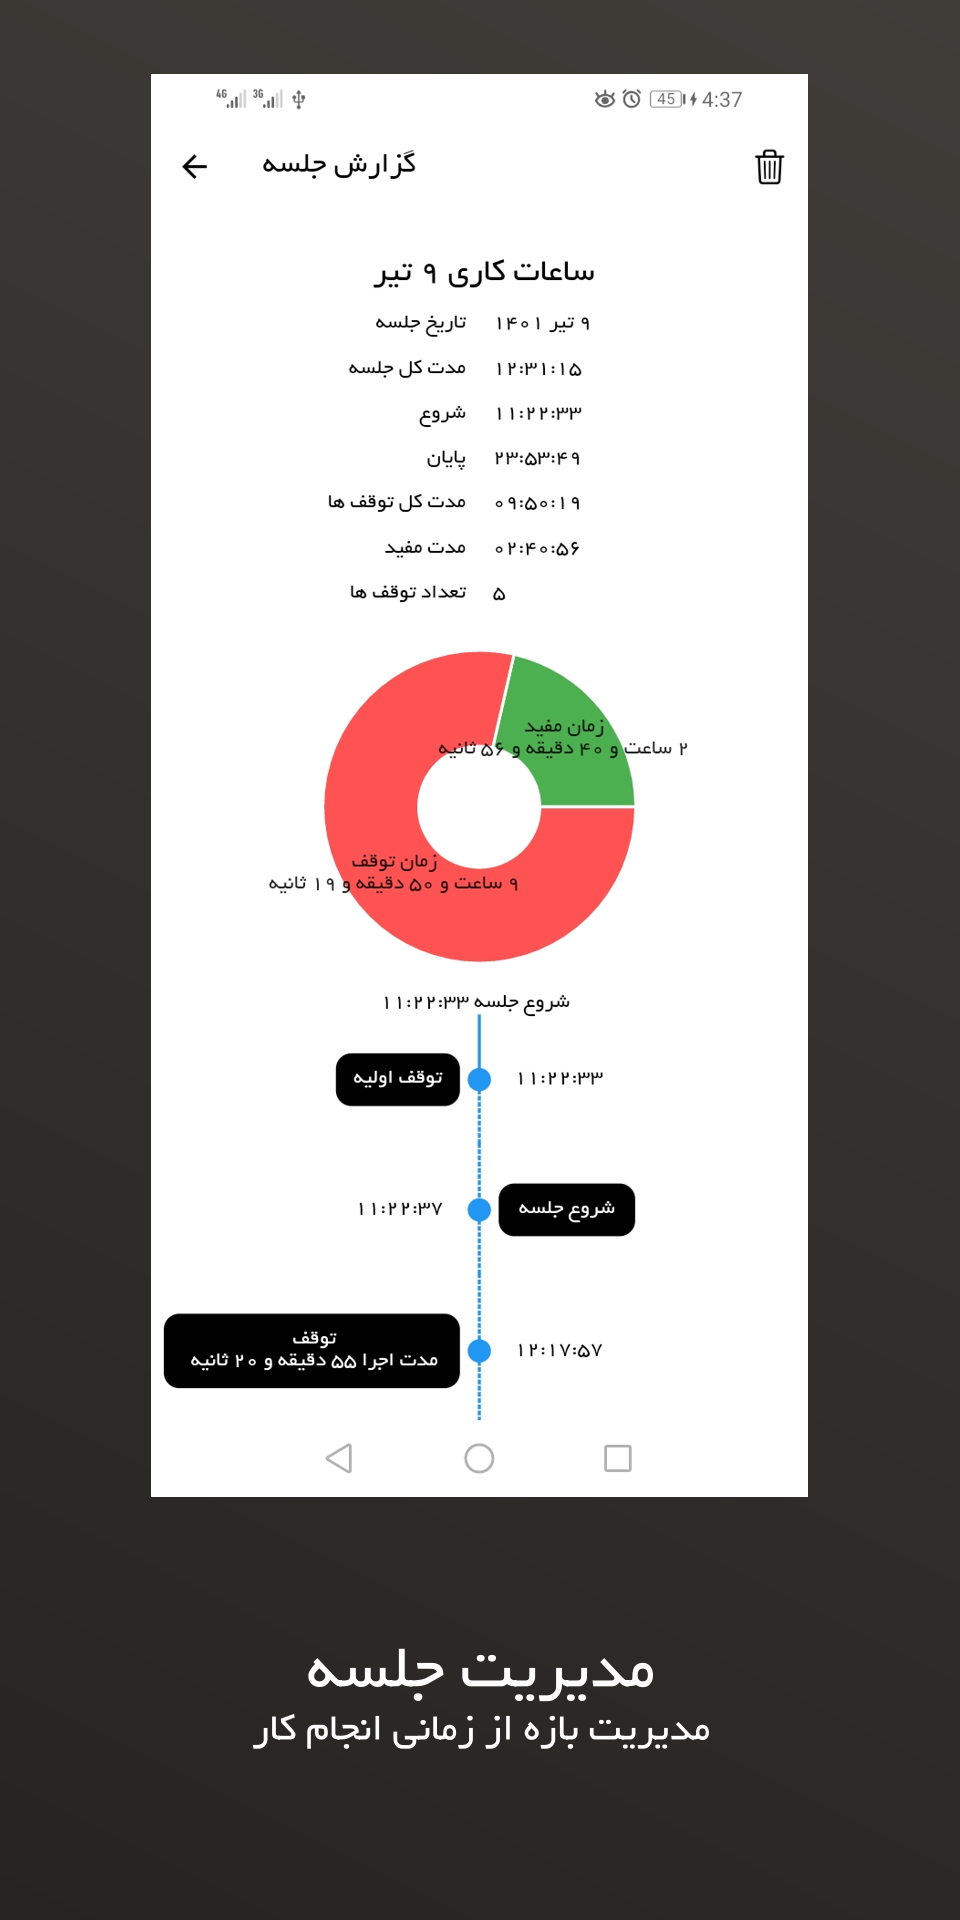 4G 3G 45 4:37
گزارش جلسه
ساعات کاری ۹ تیر
تاریخ جلسه ۹ تیر ۱۴۰۱
مدت کل جلسه ۱۲:۳۱:۱۵
شروع ۱۱:۲۲:۳۳
پایان ۲۳:۵۳:۴۹
مدت کل توقف ها ۰۹:۵۰:۱۹
مدت مفید ۰۲:۴۰:۵۶
تعداد توقف ها ۵
زمان مفید
۲ ساعت و ۴۰ دقیقه و ۵۶ ثانیه
زمان توقف
۹ ساعت و ۵۰ دقیقه و ۱۹ ثانیه
شروع جلسه ۱۱:۲۲:۳۳
توقف اولیه ۱۱:۲۲:۳۳
شروع جلسه ۱۱:۲۲:۳۷
توقف
مدت اجرا ۵۵ دقیقه و ۲۰ ثانیه
۱۲:۱۷:۵۷
مدیریت جلسه
مدیریت بازه از زمانی انجام کار